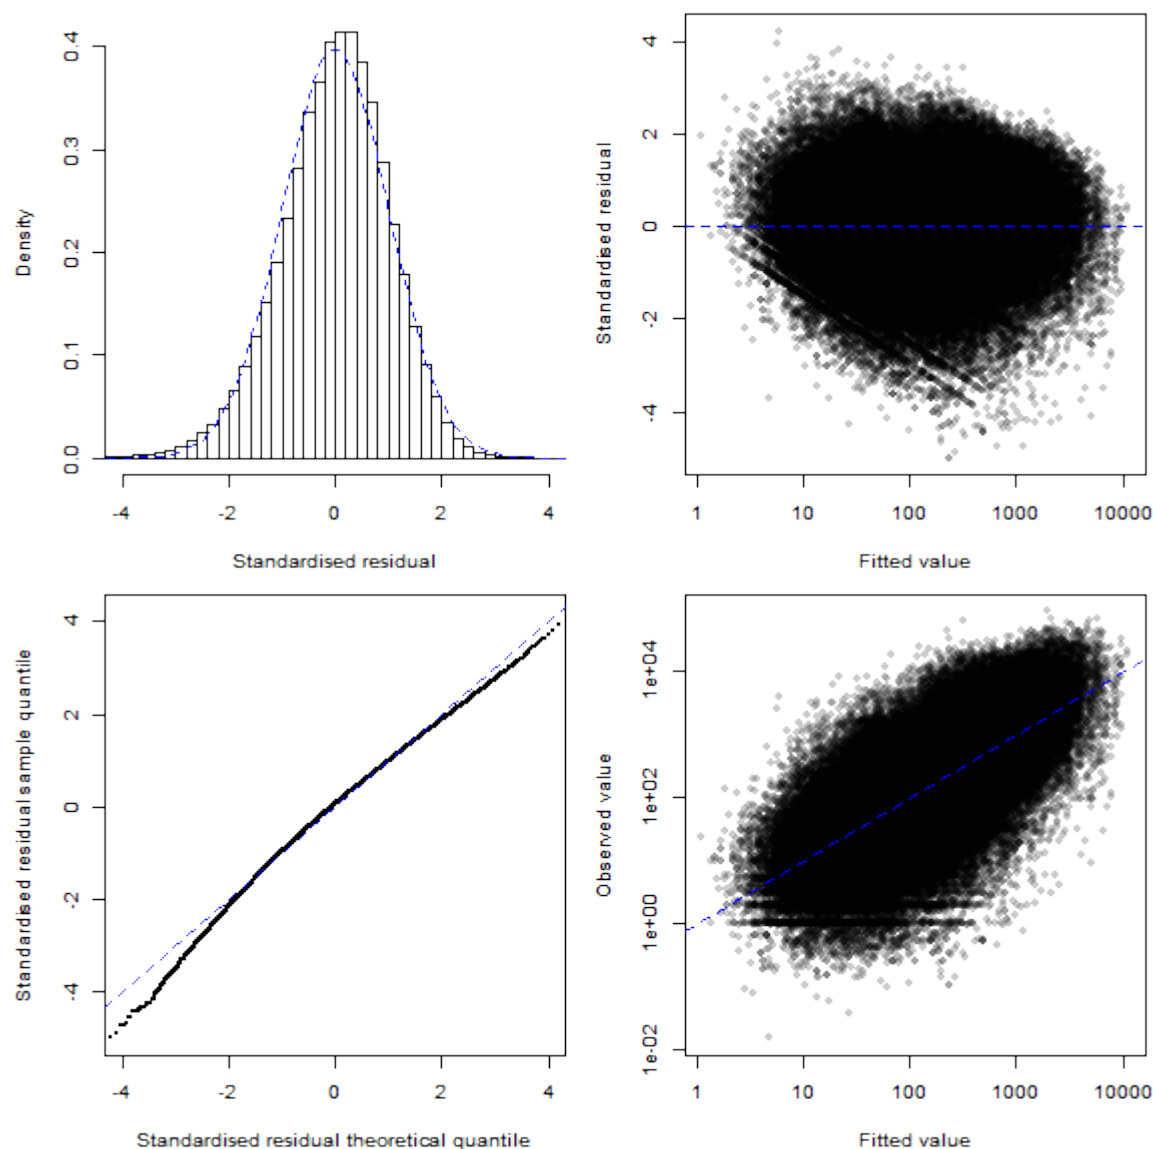 0.4
0.3
0.2
0.1
0.0
Density
-4 -2 0 2 4
Standardised residual
4
2
0
-2
-4
Standardised residual
1 10 100 1000 10000
Fitted value
4
2
0
-2
-4
Standardised residual sample quantile
-4 -2 0 2 4
Standardised residual theoretical quantile
1e+04
1e+02
1e+00
1e-02
Observed value
1 10 100 1000 10000
Fitted value